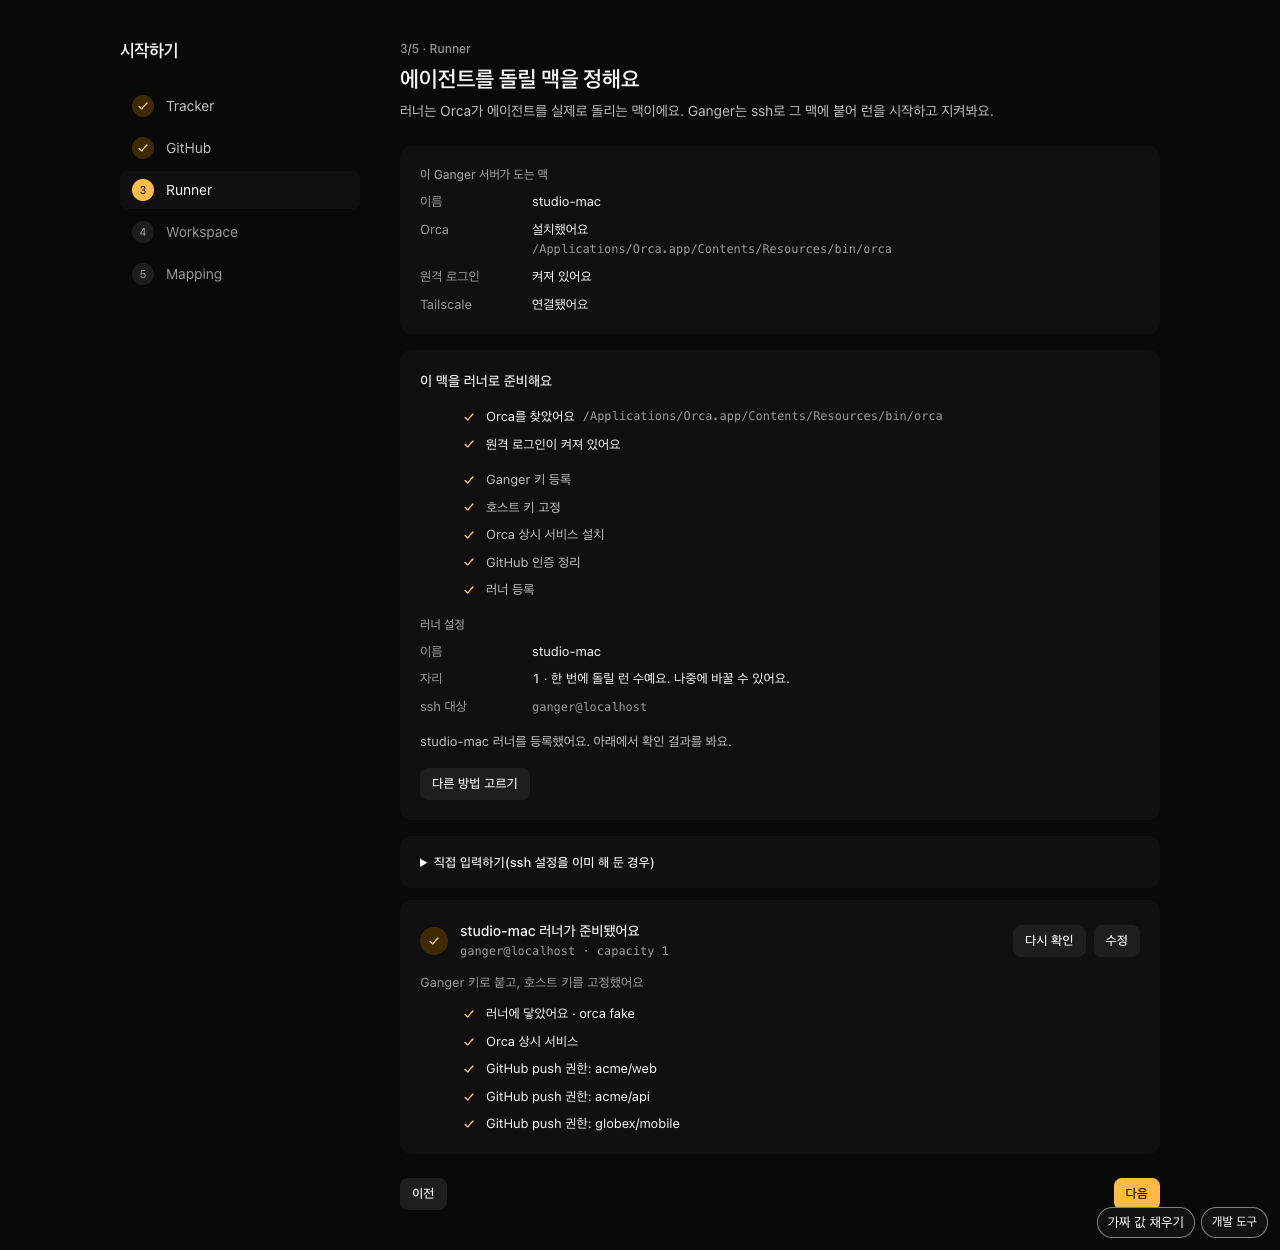 시작하기
Tracker
GitHub
3 Runner
4 Workspace
5 Mapping
3/5 · Runner
에이전트를 돌릴 맥을 정해요
러너는 Orca가 에이전트를 실제로 돌리는 맥이에요. Ganger는 ssh로 그 맥에 붙어 런을 시작하고 지켜봐요.
이 Ganger 서버가 도는 맥
이름 studio-mac
Orca 설치했어요
/Applications/Orca.app/Contents/Resources/bin/orca
원격 로그인 켜져 있어요
Tailscale 연결됐어요
이 맥을 러너로 준비해요
Orca를 찾았어요 /Applications/Orca.app/Contents/Resources/bin/orca
원격 로그인이 켜져 있어요
Ganger 키 등록
호스트 키 고정
Orca 상시 서비스 설치
GitHub 인증 정리
러너 등록
러너 설정
이름 studio-mac
자리 1 · 한 번에 돌릴 런 수예요. 나중에 바꿀 수 있어요.
ssh 대상 ganger@localhost
studio-mac 러너를 등록했어요. 아래에서 확인 결과를 봐요.
다른 방법 고르기
직접 입력하기(ssh 설정을 이미 해 둔 경우)
studio-mac 러너가 준비됐어요
ganger@localhost · capacity 1
다시 확인 수정
Ganger 키로 붙고, 호스트 키를 고정했어요
러너에 닿았어요 · orca fake
Orca 상시 서비스
GitHub push 권한: acme/web
GitHub push 권한: acme/api
GitHub push 권한: globex/mobile
이전 다음
가짜 값 채우기 개발 도구